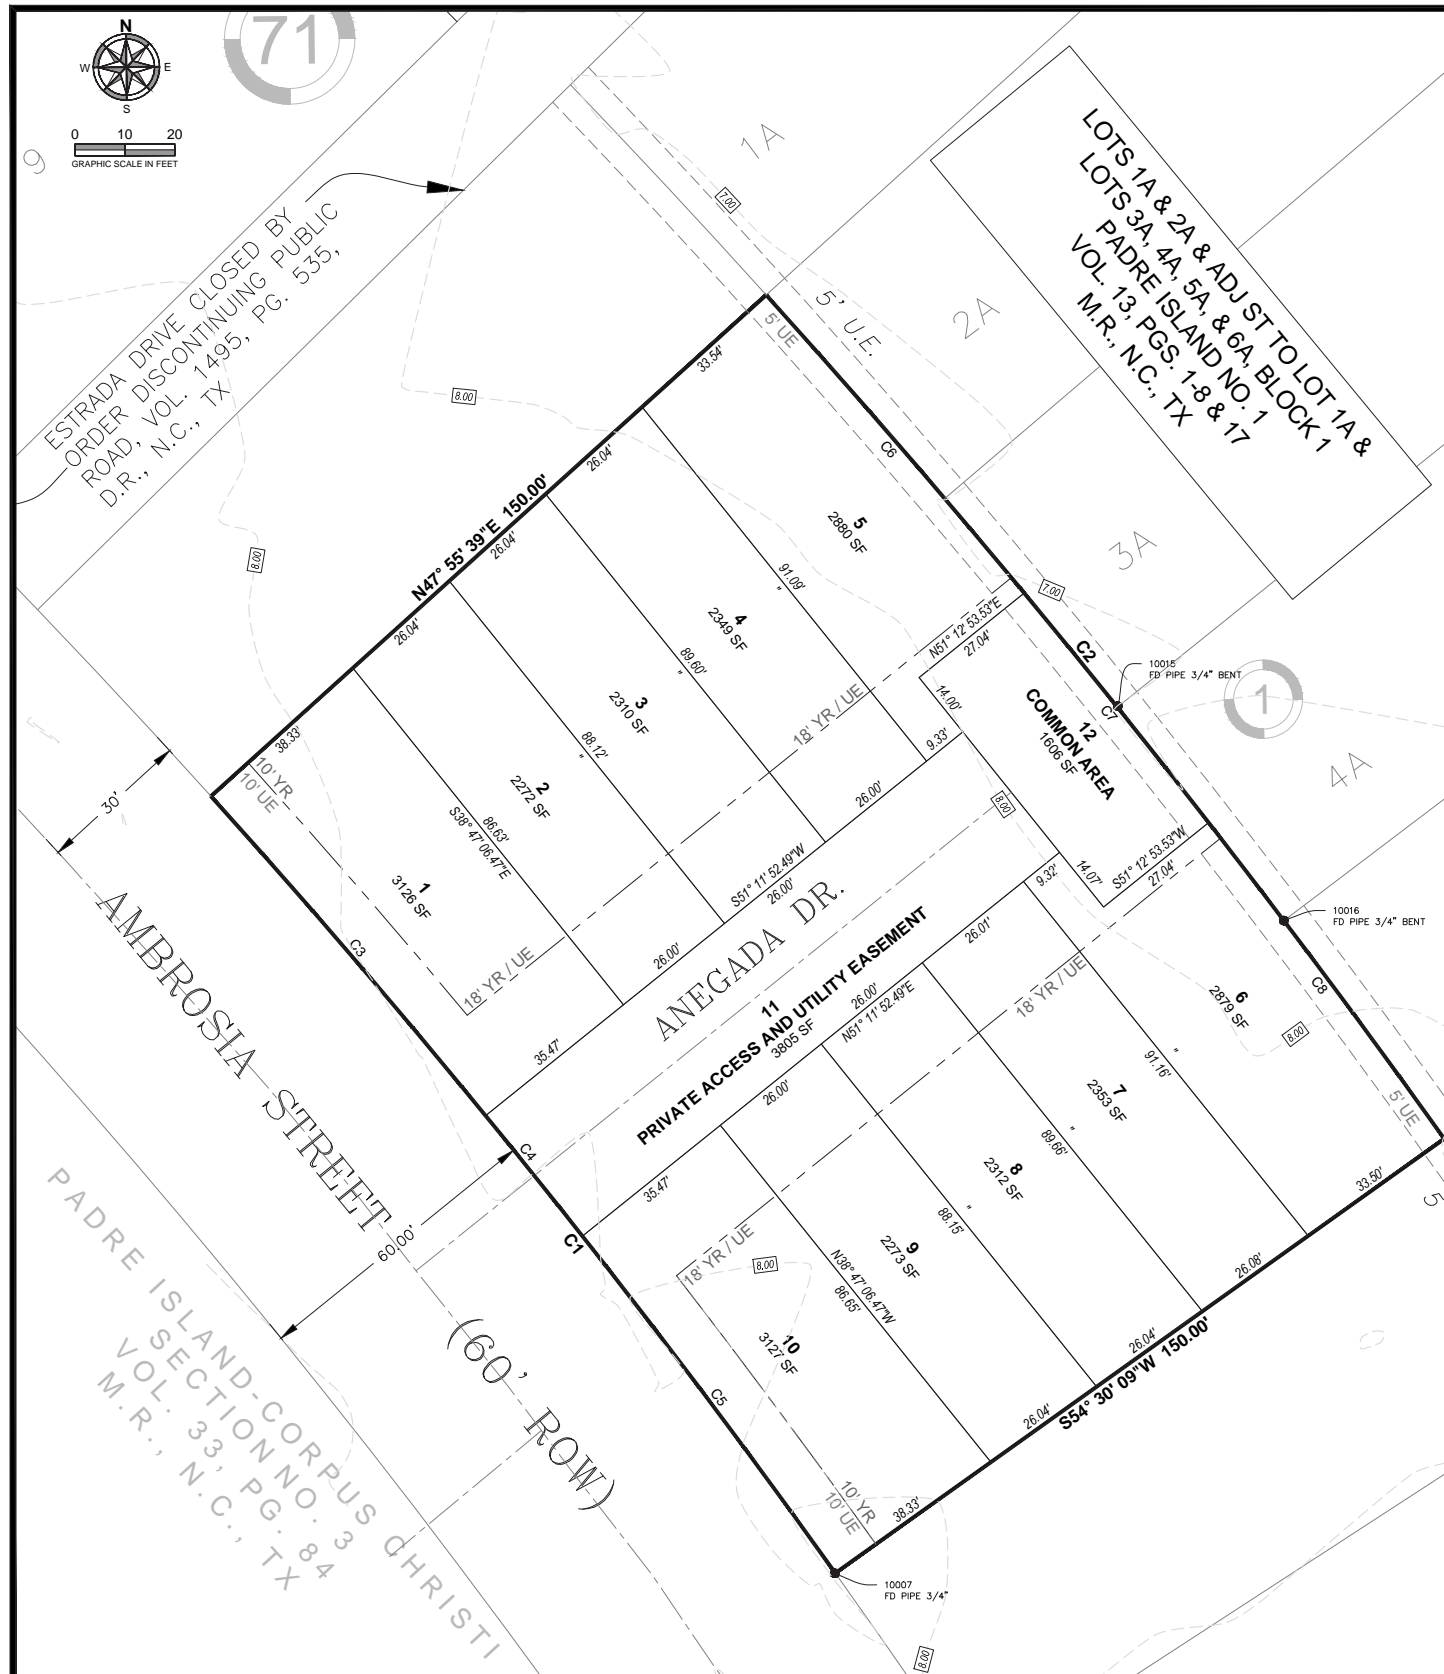 71
N
W E
S
0 10 20
GRAPHIC SCALE IN FEET
9
ESTRADA DRIVE CLOSED BY
ORDER DISCONTINUING PUBLIC
ROAD, VOL. 1495, PG. 535,
D.R., N.C., TX
LOTS 1A & 2A & ADJ ST TO LOT 1A &
LOTS 3A, 4A, 5A, & 6A, BLOCK 1
PADRE ISLAND NO. 1
VOL. 13, PGS. 1-8 & 17
M.R., N.C., TX
1A
2A
3A
4A
1
7.00
8.00
8.00
7.00
5' U.E.
5' UE
33.54'
26.04'
26.04'
26.04'
38.33'
N47° 55' 39"E 150.00'
C6
C2
C7
C8
10015
FD PIPE 3/4" BENT
10016
FD PIPE 3/4" BENT
5
2880 SF
91.09'
"
4
2349 SF
89.60'
"
3
2310 SF
88.12'
"
2
2272 SF
86.63'
S38° 47' 06.47"E
1
3126 SF
10' YR
10' UE
18' YR / UE
18' YR / UE
N51° 12' 53.53"E
27.04'
14.00'
9.33'
26.00'
S51° 11' 52.49"W
26.00'
26.00'
35.47'
12
COMMON AREA
1606 SF
8.00
14.07'
S51° 12' 53.53"W
27.04'
9.32'
ANEGADA DR.
11
PRIVATE ACCESS AND UTILITY EASEMENT
3805 SF
26.01'
26.00'
N51° 11' 52.49"E
26.00'
35.47'
18' YR / UE
18' YR / UE
6
2879 SF
8.00
5' UE
5
91.16'
"
7
2353 SF
89.66'
"
8
2312 SF
88.15'
"
9
2273 SF
N38° 47' 06.47"W
86.65'
10
3127 SF
8.00
10' YR
10' UE
33.50'
26.08'
26.04'
26.04'
38.33'
S54° 30' 09"W 150.00'
10007
FD PIPE 3/4"
8.00
C3
C4
C1
C5
30'
60.00'
AMBROSIA STREET (60' ROW)
PADRE ISLAND-CORPUS CHRISTI
SECTION NO. 3
VOL. 33, PG. 84
M.R., N.C., TX